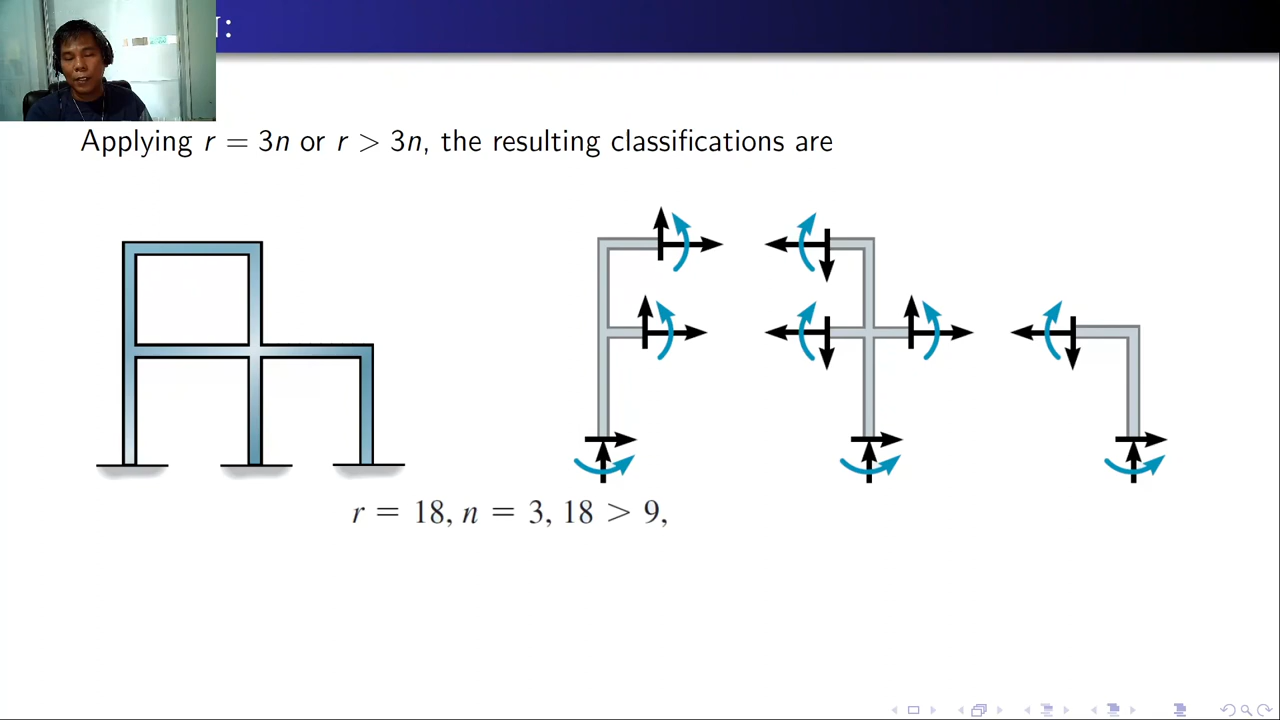 :
Applying r = 3n or r > 3n, the resulting classifications are
r = 18, n = 3, 18 > 9,